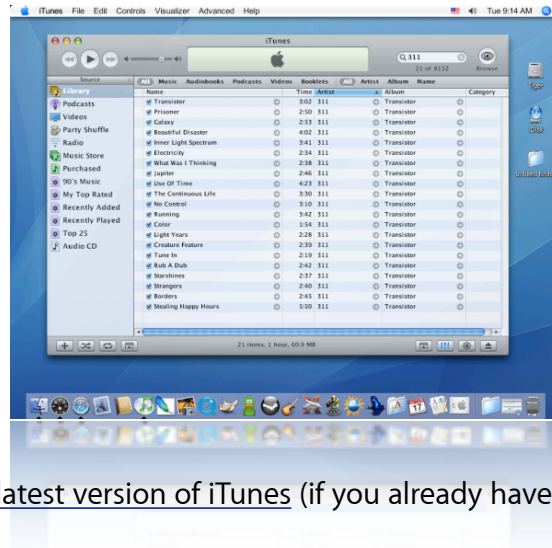 iTunes File Edit Controls Visualizer Advanced Help Tue 9:14 AM
iTunes
311
21 of 9152
Browse
Source
All Music Audiobooks Podcasts Videos Booklets All Artist Album Name
Name Time Artist Album Category
Library
Podcasts
Videos
Party Shuffle
Radio
Music Store
Purchased
90's Music
My Top Rated
Recently Added
Recently Played
Top 25
Audio CD
Transistor 3:02 311 Transistor
Prisoner 2:50 311 Transistor
Galaxy 2:53 311 Transistor
Beautiful Disaster 4:02 311 Transistor
Inner Light Spectrum 3:41 311 Transistor
Electricity 2:34 311 Transistor
What Was I Thinking 2:38 311 Transistor
Jupiter 2:46 311 Transistor
Use Of Time 4:23 311 Transistor
The Continuous Life 3:30 311 Transistor
No Control 3:10 311 Transistor
Running 3:42 311 Transistor
Color 1:54 311 Transistor
Light Years 2:28 311 Transistor
Creature Feature 2:39 311 Transistor
Tune In 2:19 311 Transistor
Rub A Dub 2:42 311 Transistor
Starshines 2:37 311 Transistor
Strangers 2:40 311 Transistor
Borders 2:45 311 Transistor
Stealing Happy Hours 5:50 311 Transistor
21 items, 1 hour, 60.0 MB
Tiger
iDisk
untitled folder
17
latest version of iTunes (if you already have